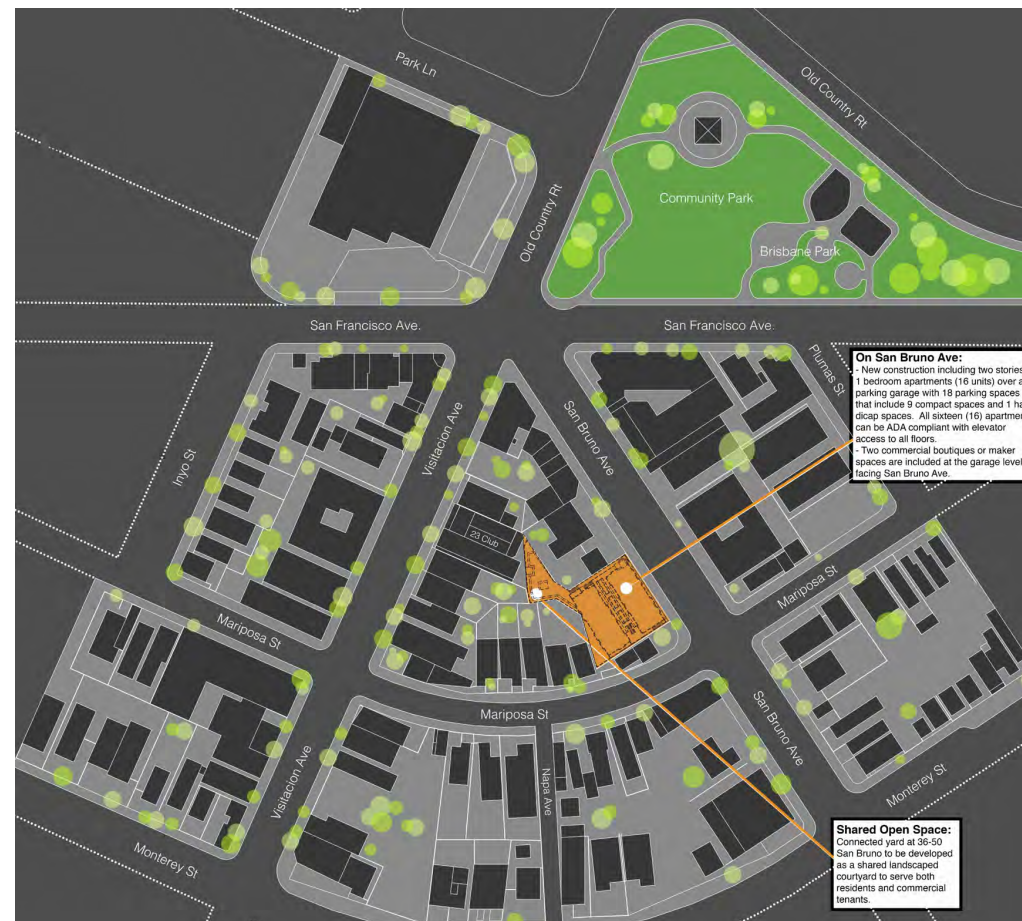 Park Ln
Old Country Rt
Old Country Rt
Community Park
Brisbane Park
San Francisco Ave.
San Francisco Ave.
Plumas St
On San Bruno Ave:
- New construction including two stories
1 bedroom apartments (16 units) over
parking garage with 18 parking spaces
that include 9 compact spaces and 1
dicap spaces. All sixteen (16)
can be ADA compliant with elevator
access to all floors.
- Two commercial boutiques or maker
spaces are included at the garage level
facing San Bruno Ave.
Inyo St
Visitacion Ave
San Bruno Ave
23 Club
Mariposa St
Mariposa St
Mariposa St
San Bruno Ave
Napa Ave
Visitacion Ave
Monterey St
Monterey St
Shared Open Space:
Connected yard at 36-50
San Bruno to be developed
as a shared landscaped
courtyard to serve both
residents and commercial
tenants.